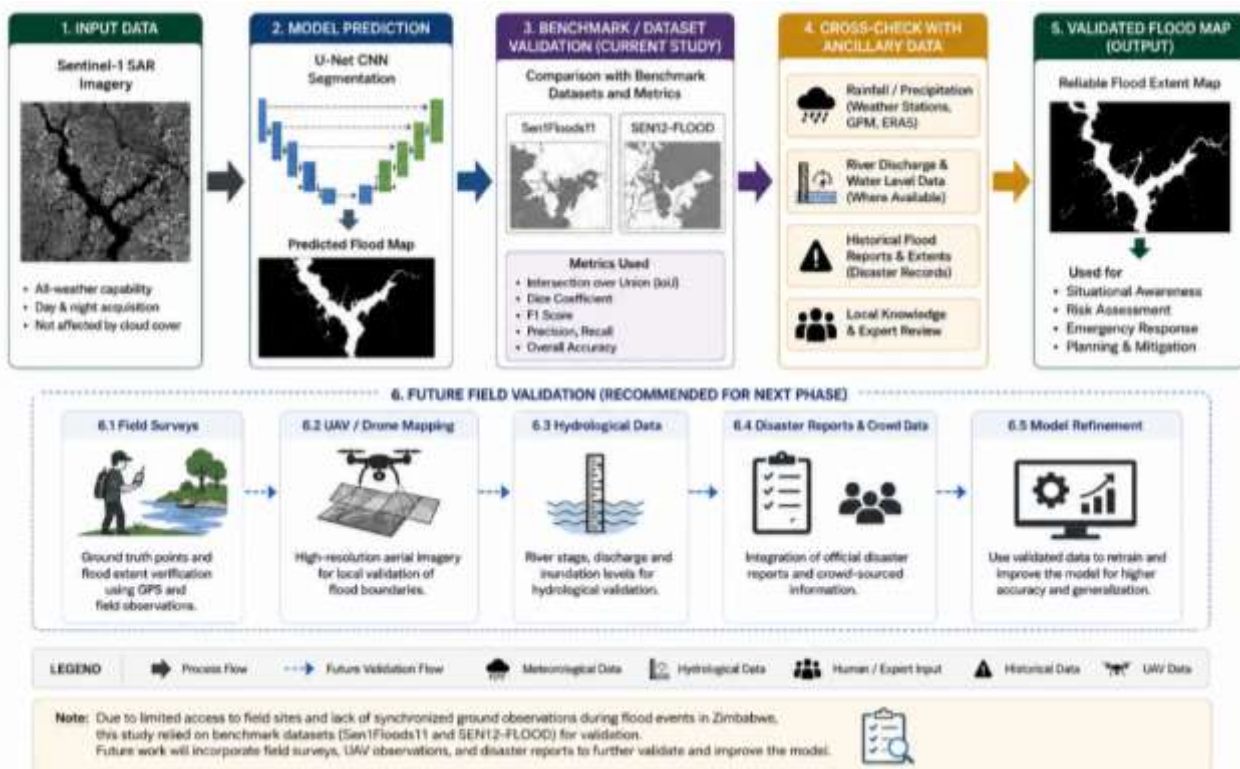 1. INPUT DATA
Sentinel-1 SAR
Imagery
• All-weather capability
• Day & night acquisition
• Not affected by cloud cover
2. MODEL PREDICTION
U-Net CNN
Segmentation
Predicted Flood Map
3. BENCHMARK / DATASET
VALIDATION (CURRENT STUDY)
Comparison with Benchmark
Datasets and Metrics
Sen1Floods11
SEN12-FLOOD
Metrics Used
• Intersection over Union (IoU)
• Dice Coefficient
• F1 Score
• Precision, Recall
• Overall Accuracy
4. CROSS-CHECK WITH
ANCILLARY DATA
Rainfall / Precipitation
(Weather Stations,
GPM, ERA5)
River Discharge &
Water Level Data
(Where Available)
Historical Flood
Reports & Extents
(Disaster Records)
Local Knowledge
& Expert Review
5. VALIDATED FLOOD MAP
(OUTPUT)
Reliable Flood Extent Map
Used for
• Situational Awareness
• Risk Assessment
• Emergency Response
• Planning & Mitigation
6. FUTURE FIELD VALIDATION (RECOMMENDED FOR NEXT PHASE)
6.1 Field Surveys
Ground truth points and
flood extent verification
using GPS and
field observations.
6.2 UAV / Drone Mapping
High-resolution aerial imagery
for local validation of
flood boundaries.
6.3 Hydrological Data
River stage, discharge and
inundation levels for
hydrological validation.
6.4 Disaster Reports & Crowd Data
Integration of official disaster
reports and crowd-sourced
information.
6.5 Model Refinement
Use validated data to retrain and
improve the model for higher
accuracy and generalization.
LEGEND
Process Flow
Future Validation Flow
Meteorological Data
Hydrological Data
Human / Expert Input
Historical Data
UAV Data
Note: Due to limited access to field sites and lack of synchronized ground observations during flood events in Zimbabwe,
this study relied on benchmark datasets (Sen1Floods11 and SEN12-FLOOD) for validation.
Future work will incorporate field surveys, UAV observations, and disaster reports to further validate and improve the model.